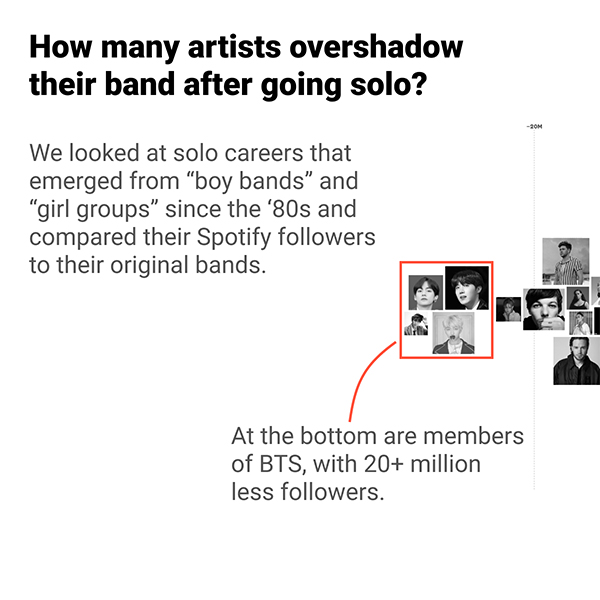 How many artists overshadow
their band after going solo?
−20M
We looked at solo careers that
emerged from “boy bands” and
“girl groups” since the ‘80s and
compared their Spotify followers
to their original bands.
At the bottom are members
of BTS, with 20+ million
less followers.